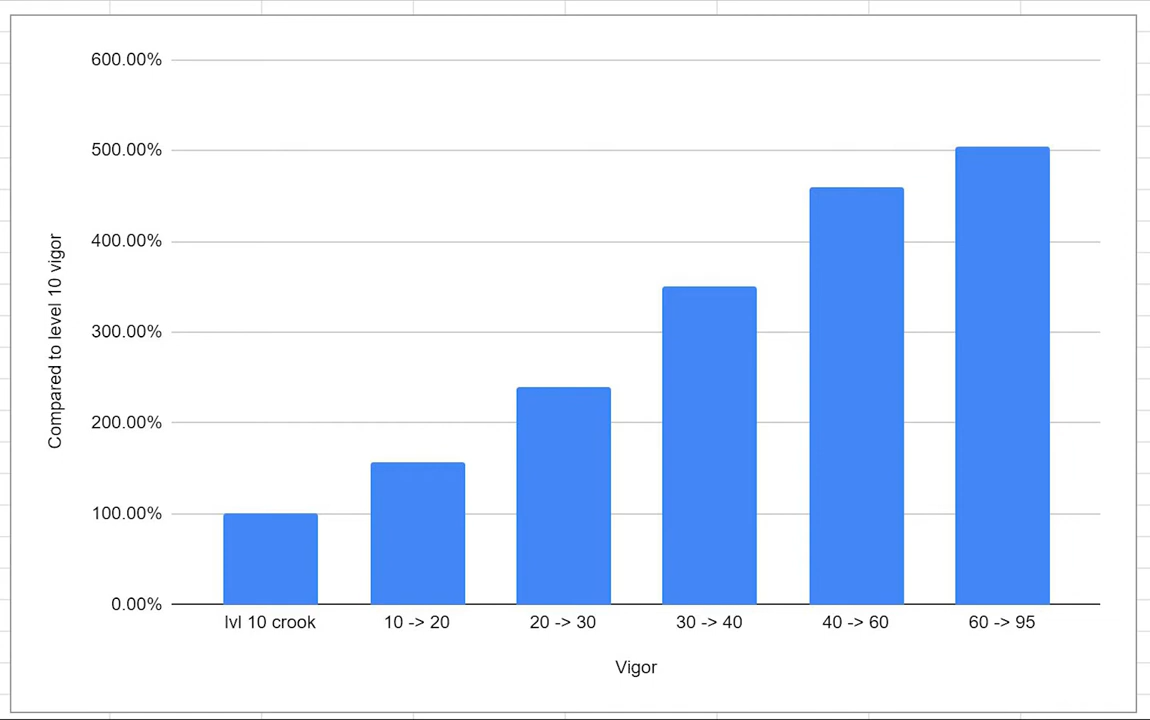 600.00%
500.00%
400.00%
300.00%
200.00%
100.00%
0.00%
Compared to level 10 vigor
lvl 10 crook
10 -> 20
20 -> 30
30 -> 40
40 -> 60
60 -> 95
Vigor